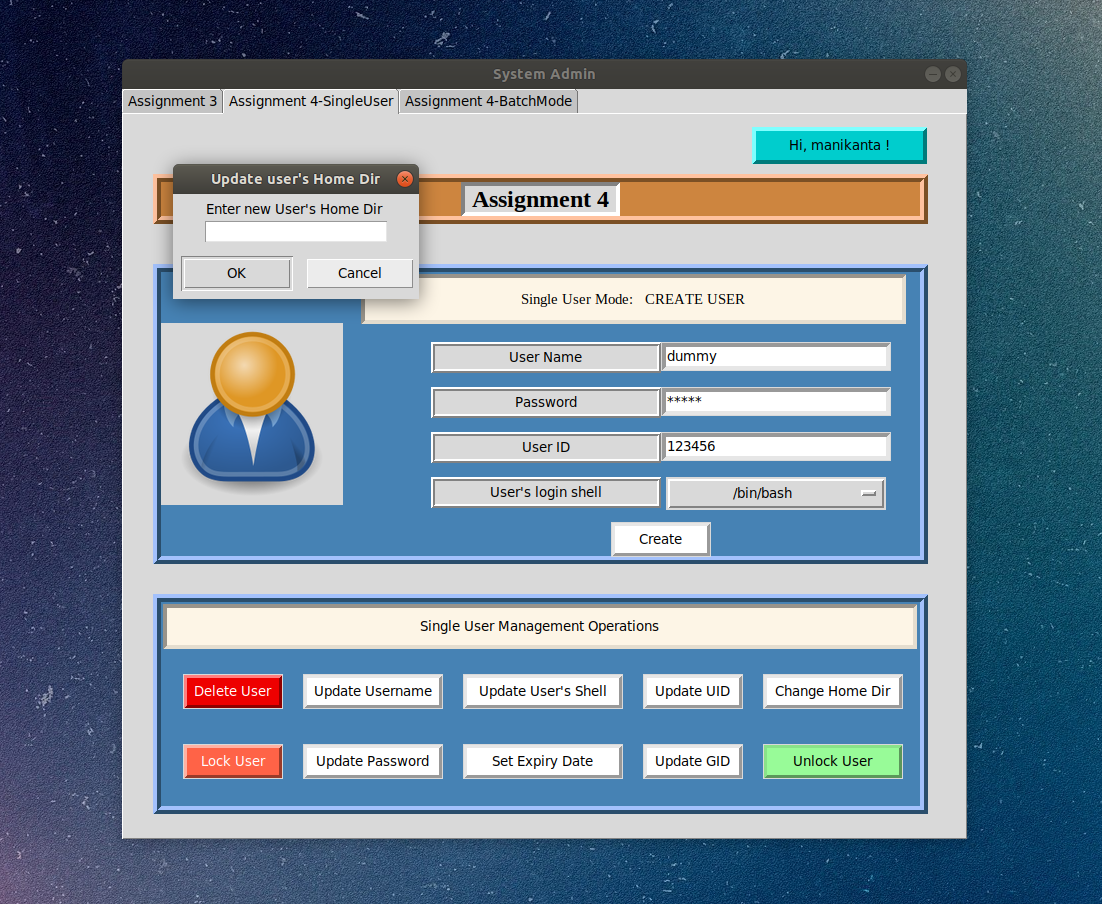 System Admin
Assignment 3
Assignment 4-SingleUser
Assignment 4-BatchMode
Hi, manikanta !
Update user's Home Dir
Enter new User's Home Dir
OK
Cancel
Assignment 4
Single User Mode: CREATE USER
User Name
dummy
Password
*****
User ID
123456
User's login shell
/bin/bash
Create
Single User Management Operations
Delete User
Update Username
Update User's Shell
Update UID
Change Home Dir
Lock User
Update Password
Set Expiry Date
Update GID
Unlock User